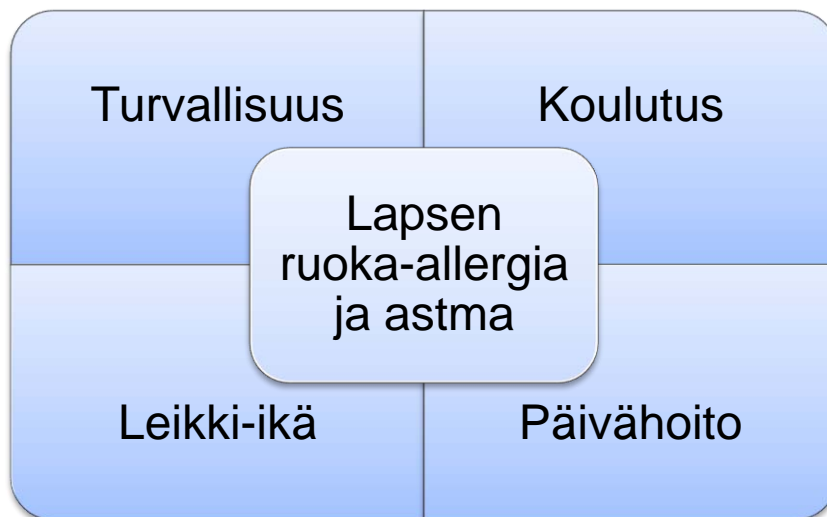 Turvallisuus
Koulutus
Lapsen
ruoka-allergia
ja astma
Leikki-ikä
Päivähoito